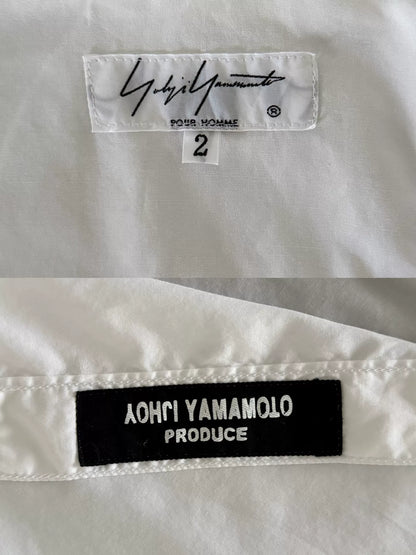 Yohji Yamamoto
®
POUR HOMME
2
YOHJI YAMAMOTO
PRODUCE